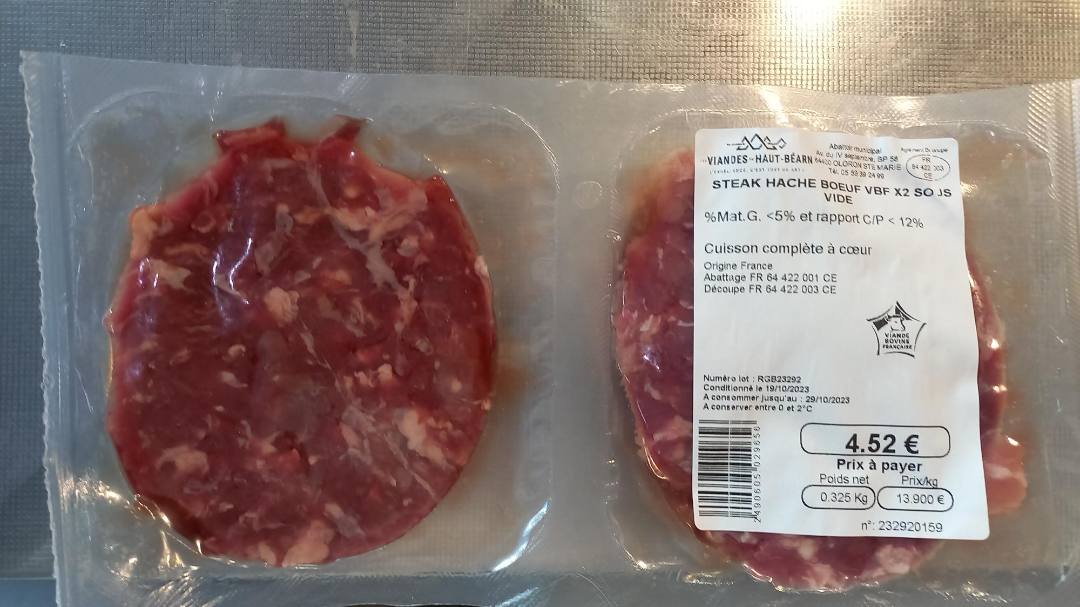 VIANDES DU HAUT-BÉARN
Abattoir municipal
Av. du IV septembre, BP 58
64400 OLORON STE MARIE
Tél. 05 59 39 24 99
FR
64 422 003
CE
STEAK HACHE BOEUF VBF X2 SOUS
VIDE
%Mat.G. <5% et rapport C/P < 12%
Cuisson complète à cœur
Origine France
Abattage FR 64 422 001 CE
Découpe FR 64 422 003 CE
VIANDE
BOVINE
FRANÇAISE
Numéro lot : RGB23292
Conditionné le 19/10/2023
A consommer jusqu'au : 29/10/2023
A conserver entre 0 et 2°C
2490605029656
4.52 €
Prix à payer
Poids net Prix/kg
0.325 Kg 13.900 €
n°: 232920159